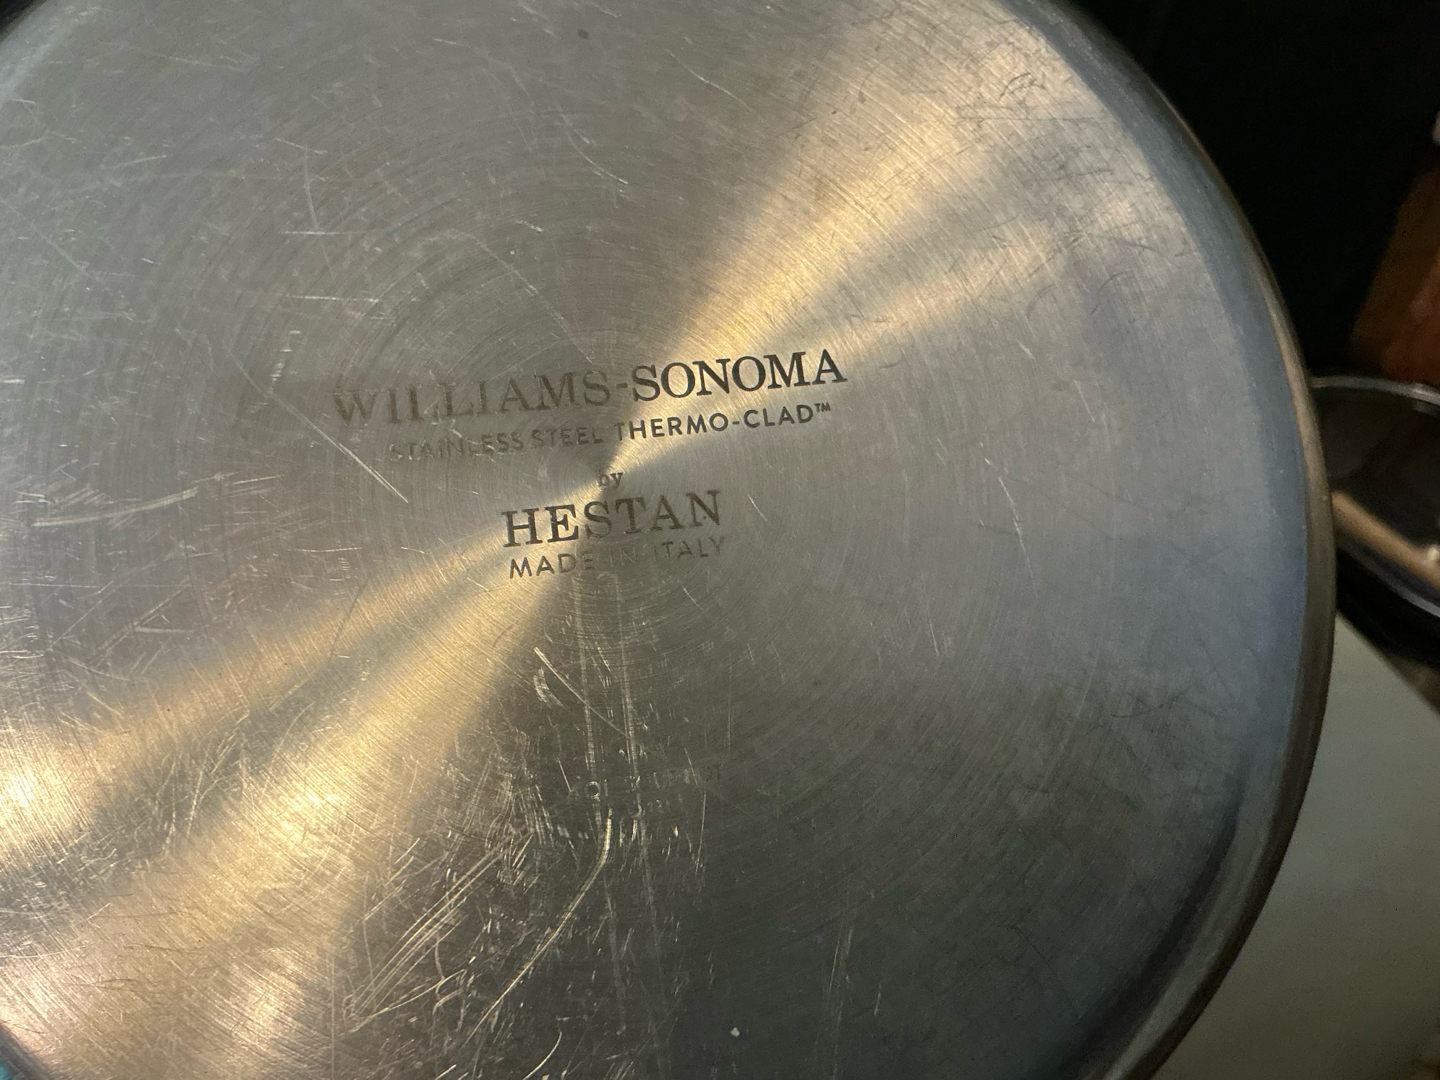 WILLIAMS-SONOMA
STAINLESS STEEL THERMO-CLAD™
by
HESTAN
MADE IN ITALY